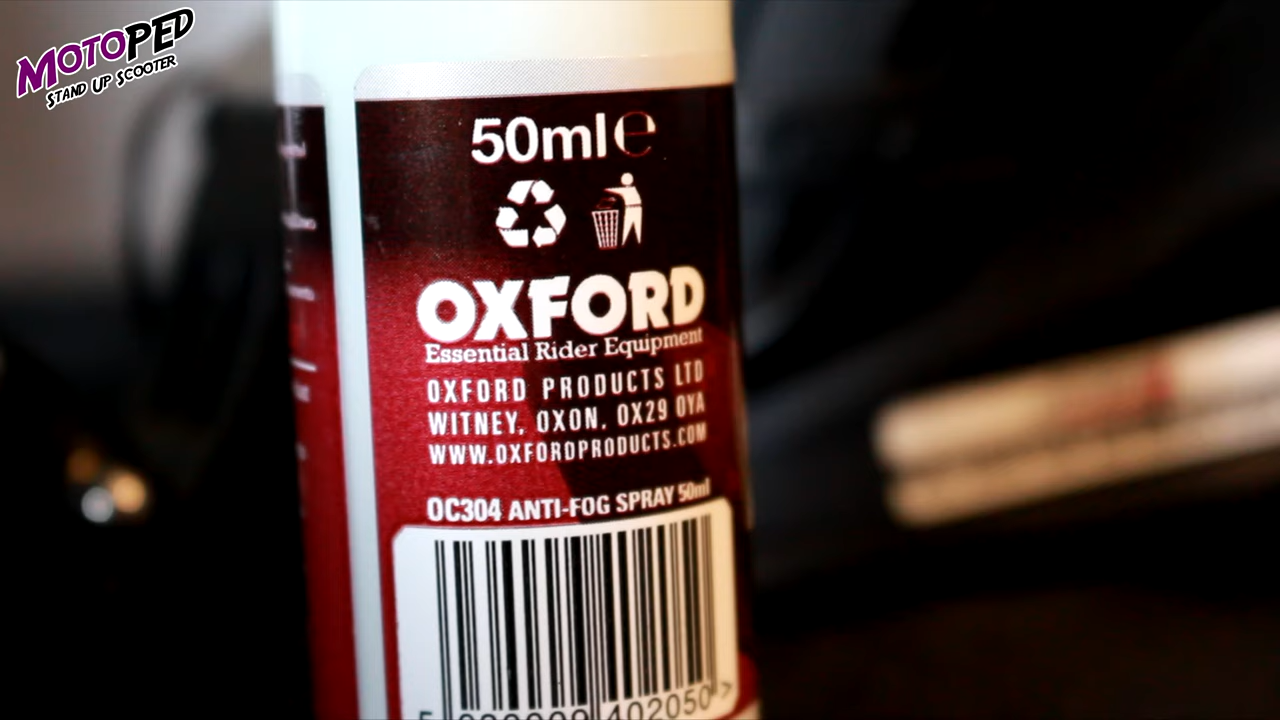 MOTOPED
STAND UP SCOOTER
50ml e
OXFORD
Essential Rider Equipment
OXFORD PRODUCTS LTD
WITNEY, OXON. OX29 0YA
WWW.OXFORDPRODUCTS.COM
OC304 ANTI-FOG SPRAY 50ml
402050 >